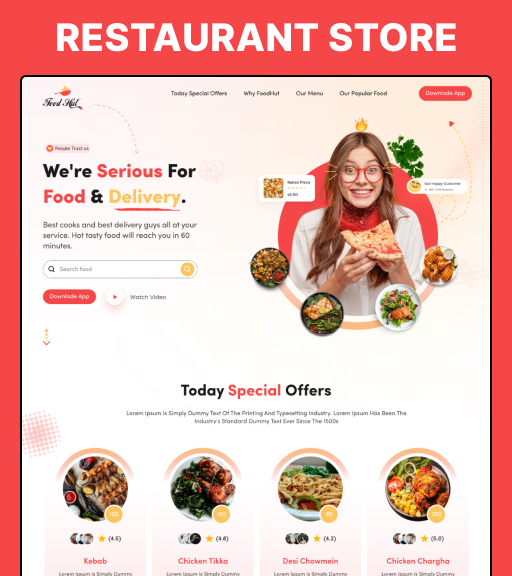 RESTAURANT STORE
Food Hut
Today Special Offers
Why FoodHut
Our Menu
Our Popular Food
Downlode App
People Trust us
We're Serious For
Food & Delivery.
Best cooks and best delivery guys all at your
service. Hot tasty food will reach you in 60
minutes.
Search food
Downlode App
Watch Video
Italian Pizza
Our Happy Customer
Today Special Offers
Lorem Ipsum Is Simply Dummy Text Of The Printing And Typesetting Industry. Lorem Ipsum Has Been The
Industry's Standard Dummy Text Ever Since The 1500s
(4.5)
(4.8)
(4.2)
(5.0)
Kebab
Chicken Tikka
Desi Chowmein
Chicken Chargha
Lorem Ipsum is Simply Dummy
Lorem Ipsum is Simply Dummy
Lorem Ipsum is Simply Dummy
Lorem Ipsum is Simply Dummy